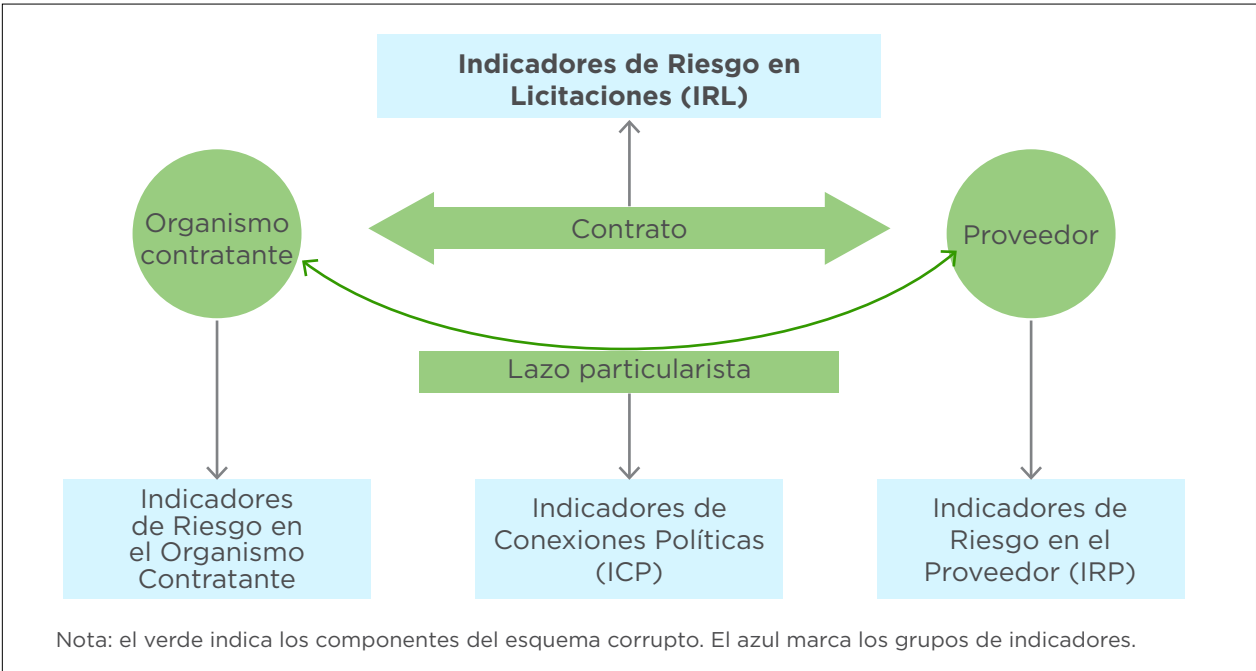 Indicadores de Riesgo en
Licitaciones (IRL)
Organismo
contratante
Contrato
Proveedor
Lazo particularista
Indicadores
de Riesgo en
el Organismo
Contratante
Indicadores de
Conexiones Políticas
(ICP)
Indicadores de
Riesgo en el
Proveedor (IRP)
Nota: el verde indica los componentes del esquema corrupto. El azul marca los grupos de indicadores.